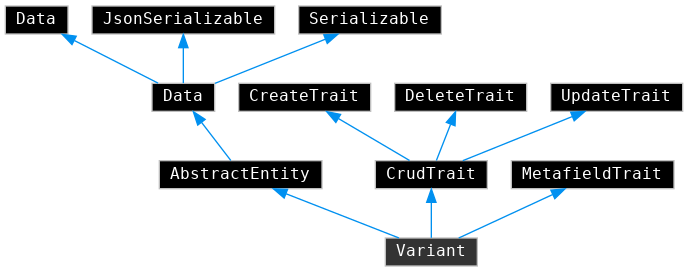 Data
JsonSerializable
Serializable
Data
CreateTrait
DeleteTrait
UpdateTrait
AbstractEntity
CrudTrait
MetafieldTrait
Variant